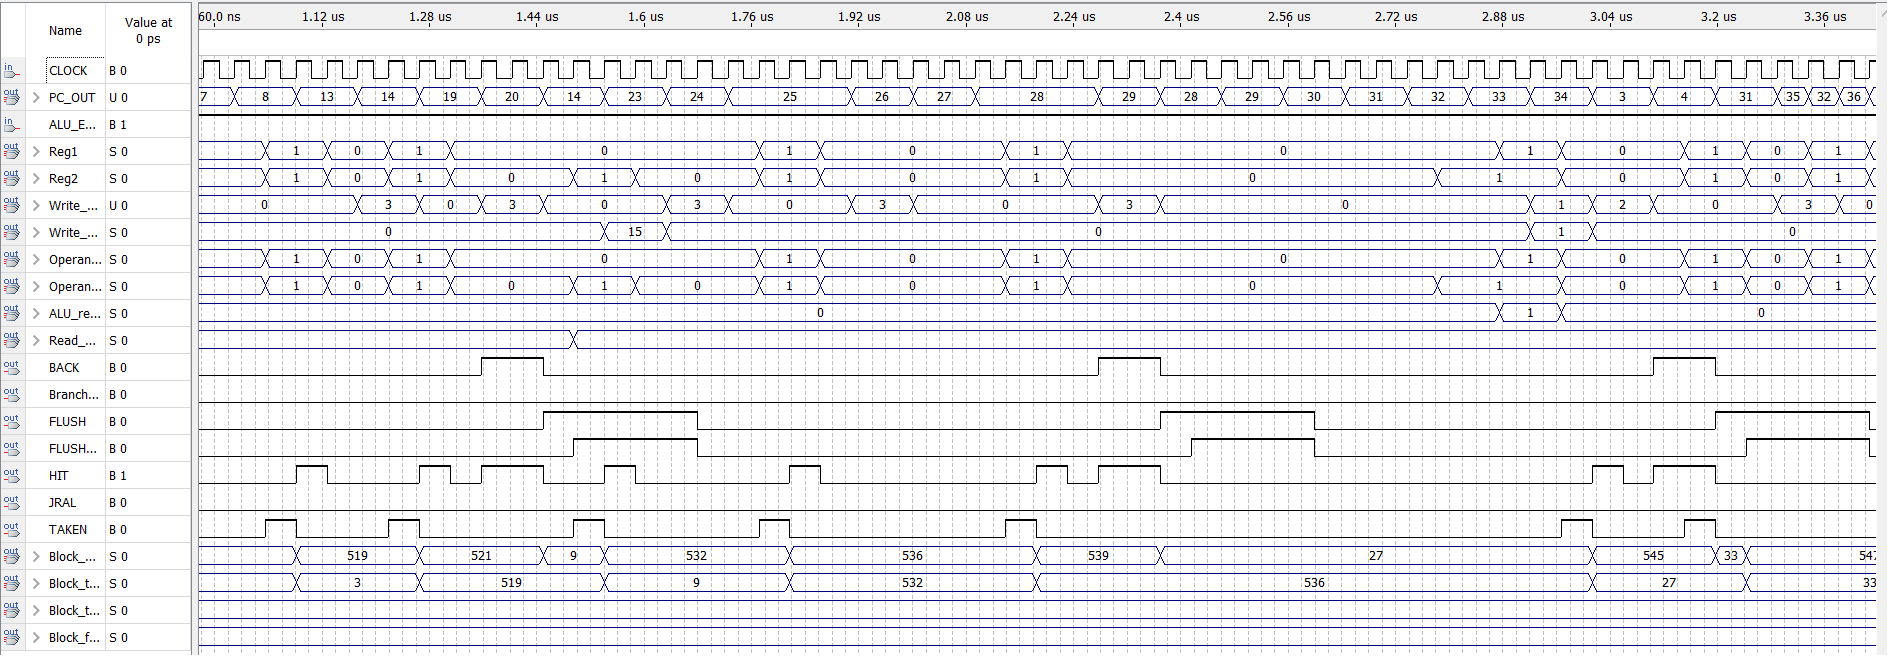 Name Value at 0 ps 60.0 ns 1.12 us 1.28 us 1.44 us 1.6 us 1.76 us 1.92 us 2.08 us 2.24 us 2.4 us 2.56 us 2.72 us 2.88 us 3.04 us 3.2 us 3.36 us
in CLOCK B 0
out PC_OUT U 0 7 8 13 14 19 20 14 23 24 25 26 27 28 29 28 29 30 31 32 33 34 3 4 31 35 32 36
in ALU_E... B 1
out Reg1 S 0 1 0 1 0 1 0 1 0 1 0 1 0 1
out Reg2 S 0 1 0 1 0 1 0 1 0 1 0 1 0 1 0 1
out Write_... U 0 0 3 0 3 0 3 0 3 0 3 0 1 2 0 3 0
out Write_... S 0 0 15 0 1 0
out Operan... S 0 1 0 1 0 1 0 1 0 1 0 1 0 1
out Operan... S 0 1 0 1 0 1 0 1 0 1 0 1 0 1 0 1
out ALU_re... S 0 0 1 0
out Read_... S 0
out BACK B 0
out Branch... B 0
out FLUSH B 0
out FLUSH... B 0
out HIT B 1
out JRAL B 0
out TAKEN B 0
out Block_... S 0 519 521 9 532 536 539 27 545 33 547
out Block_t... S 0 3 519 9 532 536 27 33
out Block_t... S 0
out Block_f... S 0